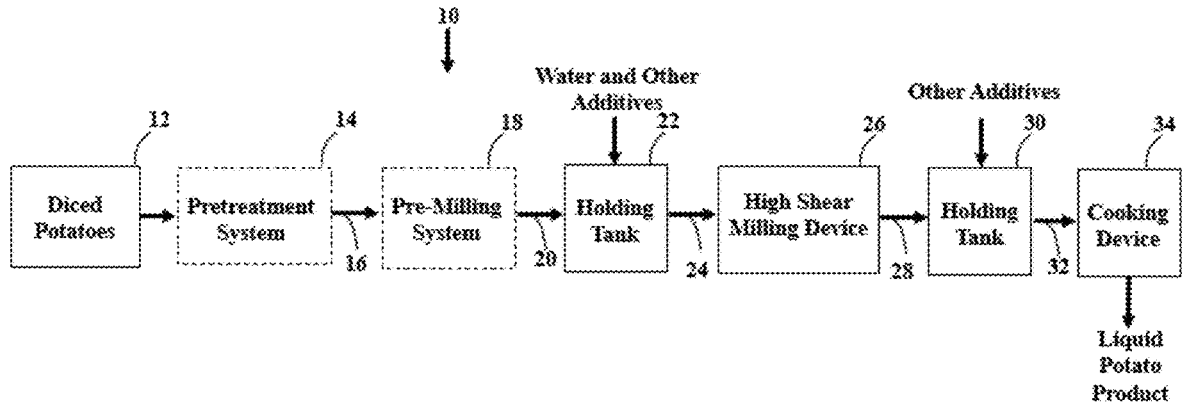 10
Water and Other
Additives
Other Additives
12
14
18
22
26
30
34
Diced
Potatoes
Pretreatment
System
Pre-Milling
System
Holding
Tank
High Shear
Milling Device
Holding
Tank
Cooking
Device
16
20
24
28
32
Liquid
Potato
Product